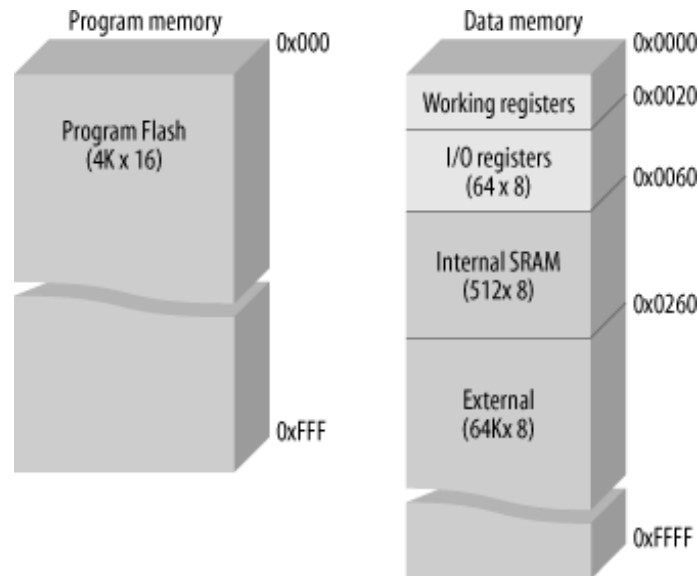 Program memory
0x000
Program Flash
(4K x 16)
0xFFF
Data memory
0x0000
Working registers
0x0020
I/O registers
(64 x 8)
0x0060
Internal SRAM
(512x 8)
0x0260
External
(64Kx 8)
0xFFFF